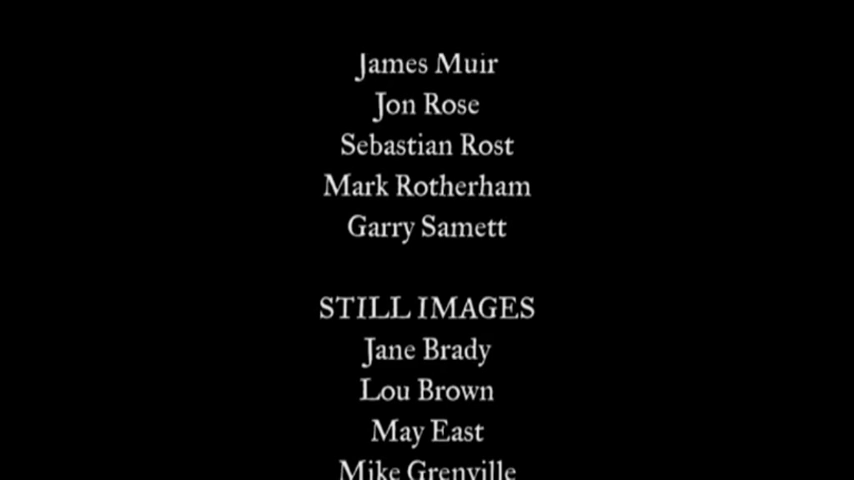 James Muir
Jon Rose
Sebastian Rost
Mark Rotherham
Garry Samett
STILL IMAGES
Jane Brady
Lou Brown
May East
Mike Grenville